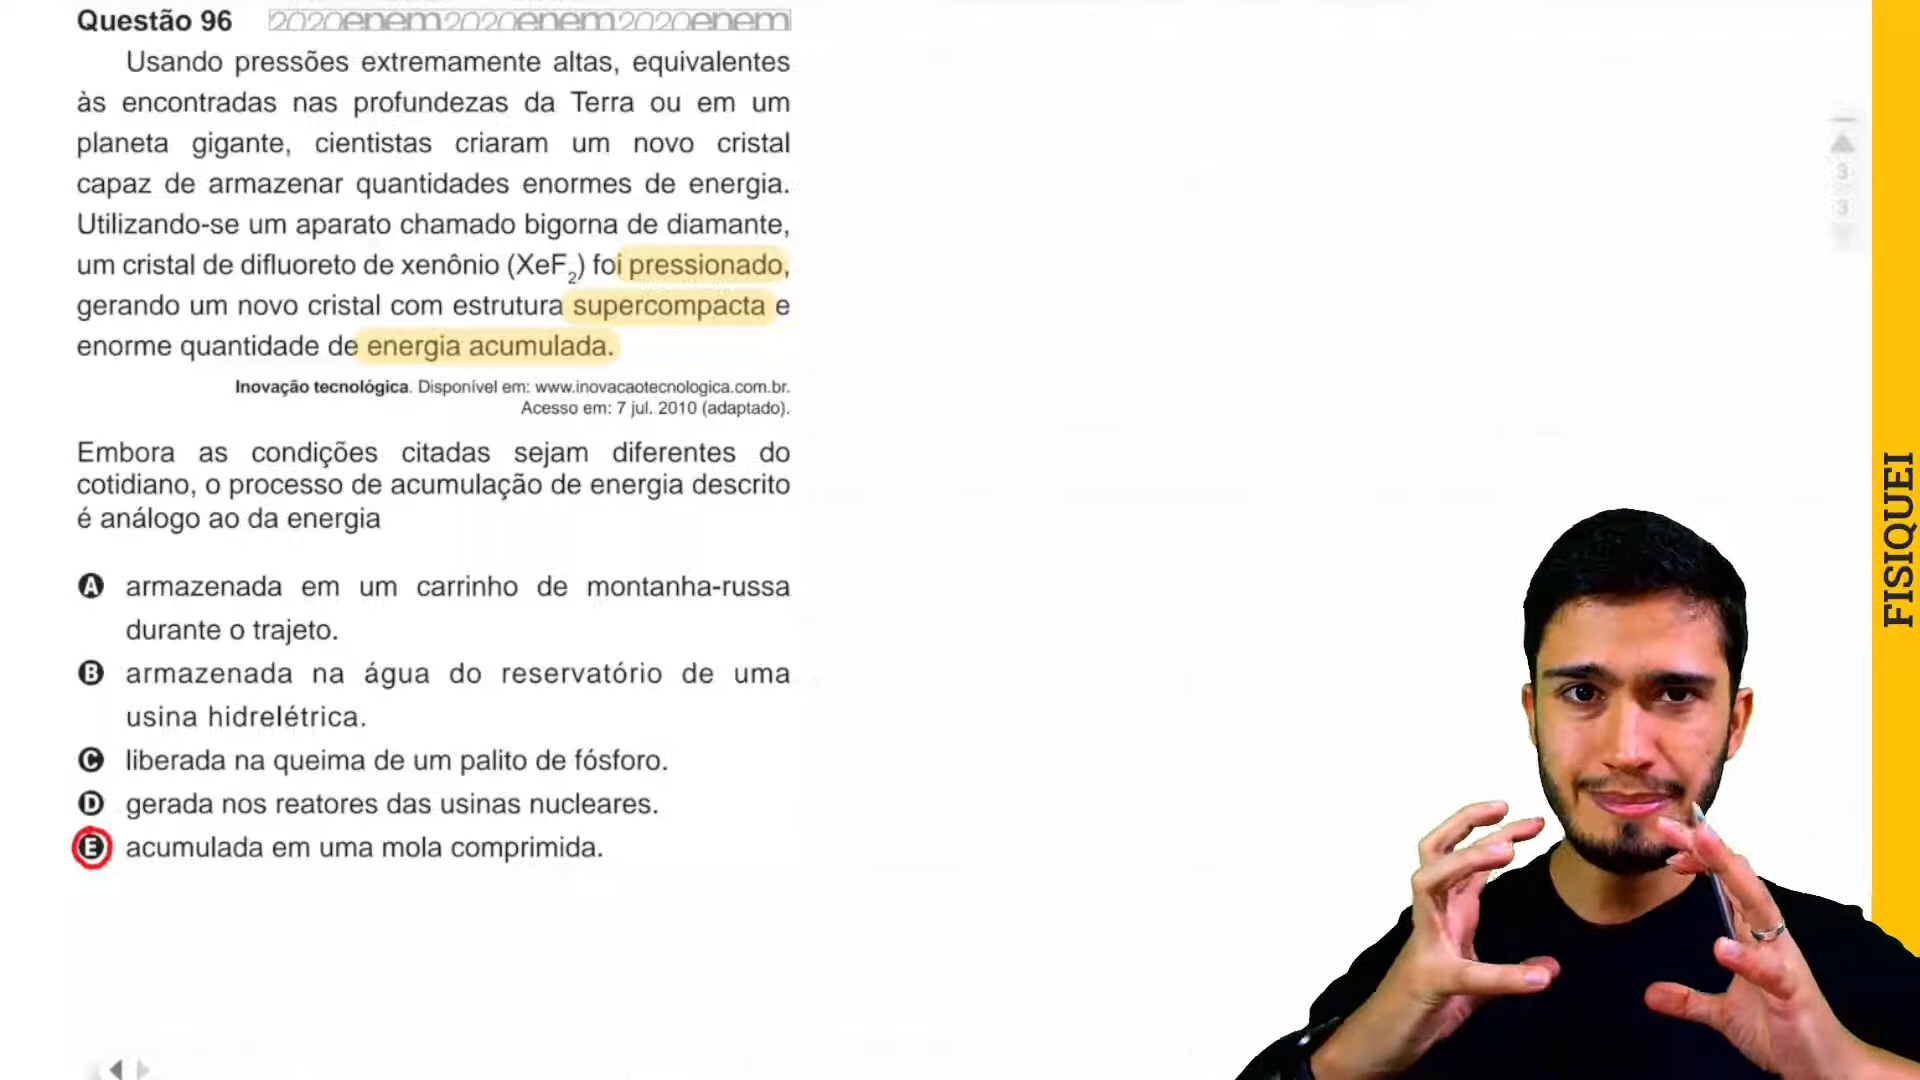 Questão 96
2020enem2020enem2020enem
Usando pressões extremamente altas, equivalentes
às encontradas nas profundezas da Terra ou em um
planeta gigante, cientistas criaram um novo cristal
capaz de armazenar quantidades enormes de energia.
Utilizando-se um aparato chamado bigorna de diamante,
um cristal de difluoreto de xenônio (XeF₂) foi pressionado,
gerando um novo cristal com estrutura supercompacta e
enorme quantidade de energia acumulada.
Inovação tecnológica. Disponível em: www.inovacaotecnologica.com.br.
Acesso em: 7 jul. 2010 (adaptado).
Embora as condições citadas sejam diferentes do
cotidiano, o processo de acumulação de energia descrito
é análogo ao da energia
A armazenada em um carrinho de montanha-russa
durante o trajeto.
B armazenada na água do reservatório de uma
usina hidrelétrica.
C liberada na queima de um palito de fósforo.
D gerada nos reatores das usinas nucleares.
E acumulada em uma mola comprimida.
3
3
FISIQUEI